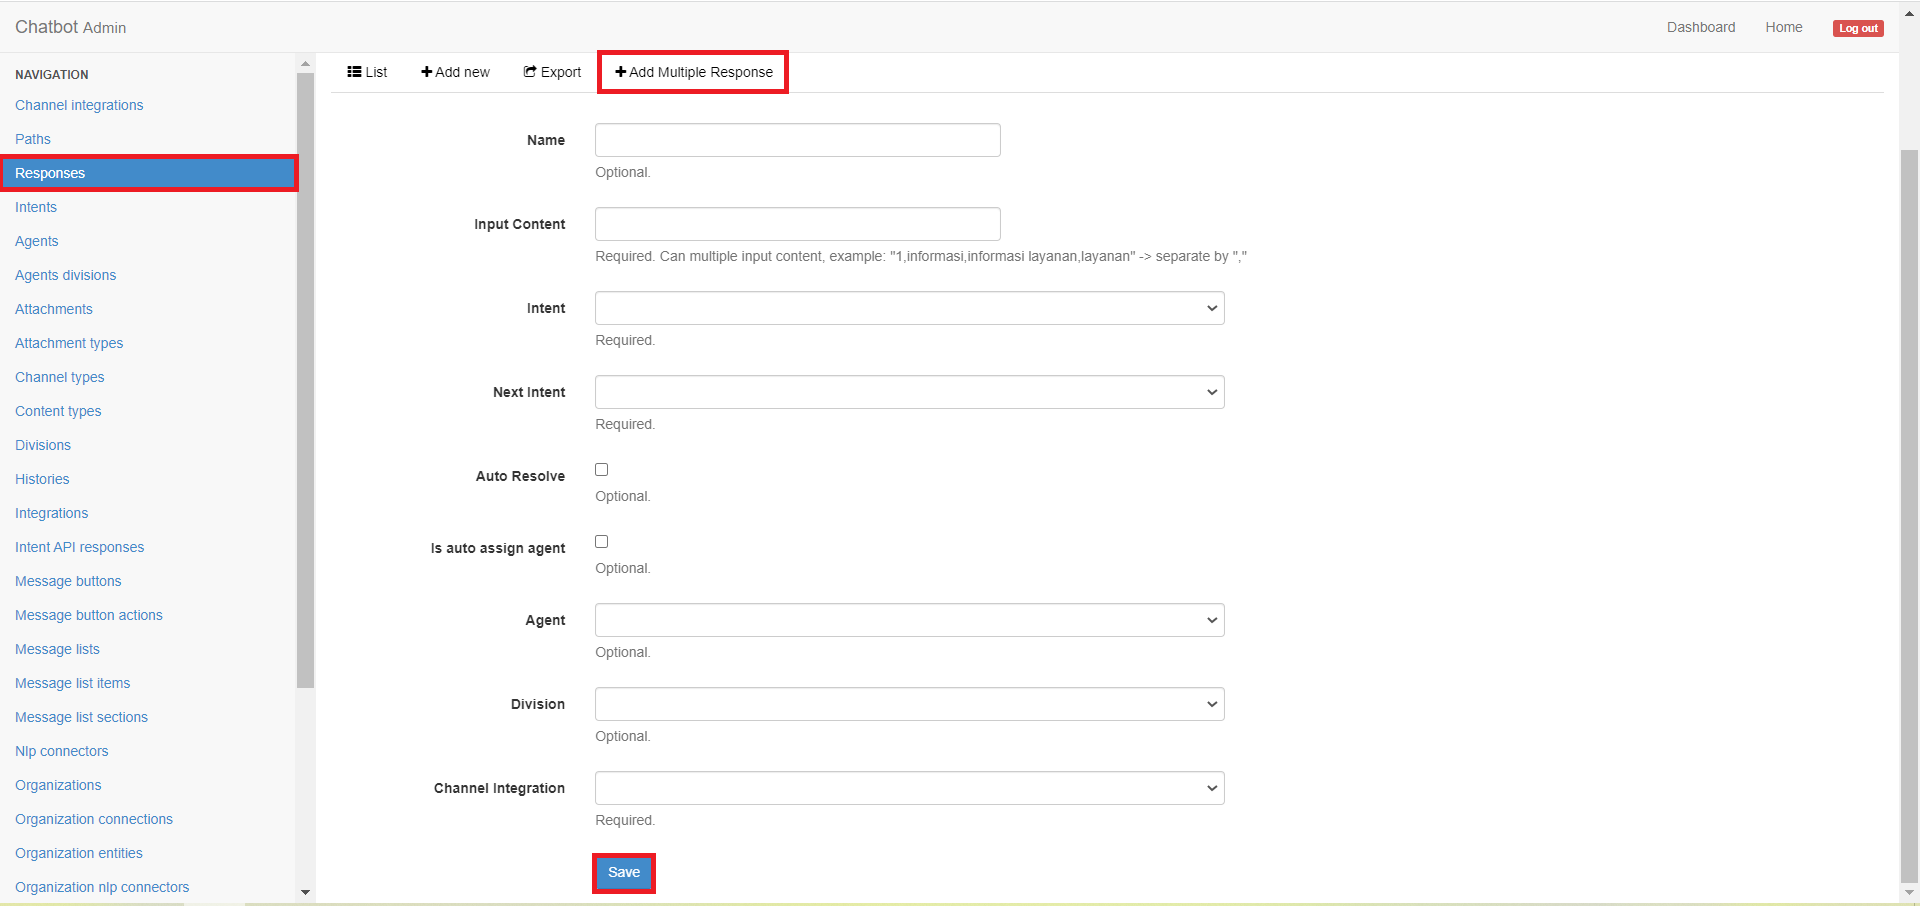 Chatbot Admin
Dashboard
Home
Log out
NAVIGATION
Channel integrations
Paths
Responses
Intents
Agents
Agents divisions
Attachments
Attachment types
Channel types
Content types
Divisions
Histories
Integrations
Intent API responses
Message buttons
Message button actions
Message lists
Message list items
Message list sections
Nlp connectors
Organizations
Organization connections
Organization entities
Organization nlp connectors
List
Add new
Export
Add Multiple Response
Name
Optional.
Input Content
Required. Can multiple input content, example: "1,informasi,informasi layanan,layanan" -> separate by ","
Intent
Required.
Next Intent
Required.
Auto Resolve
Optional.
Is auto assign agent
Optional.
Agent
Optional.
Division
Optional.
Channel Integration
Required.
Save